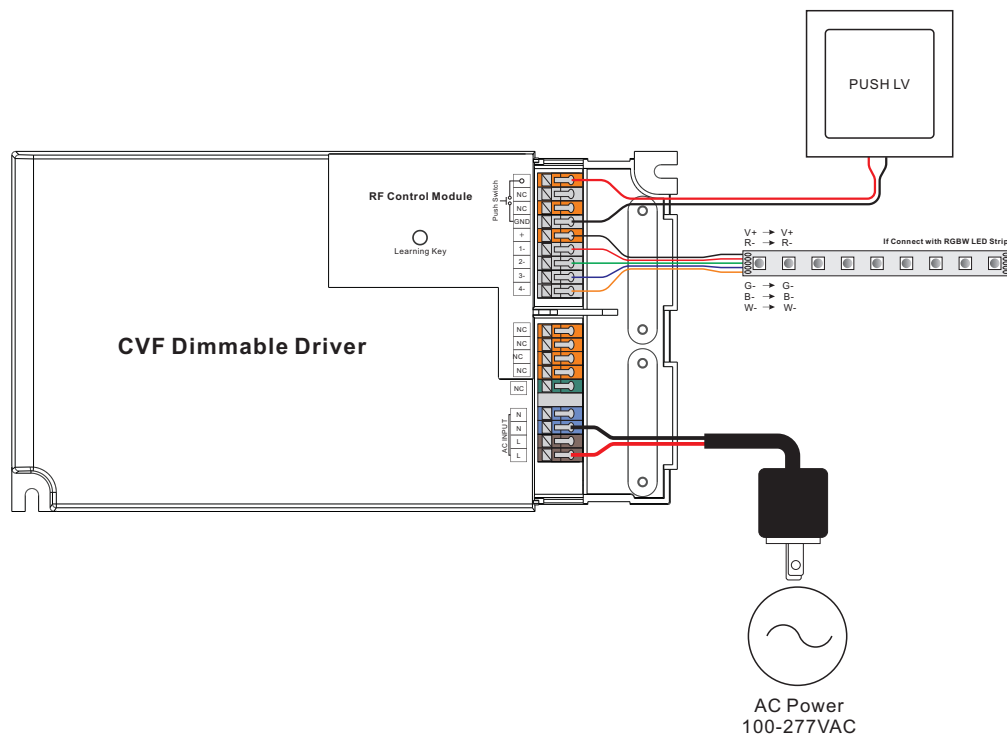 PUSH LV
RF Control Module
Learning Key
Push Switch
NC
NC
GND
+
1-
2-
3-
4-
V+ → V+
R- → R-
If Connect with RGBW LED Strip
G- → G-
B- → B-
W- → W-
CVF Dimmable Driver
NC
NC
NC
NC
NC
AC INPUT
N
N
L
L
AC Power
100-277VAC